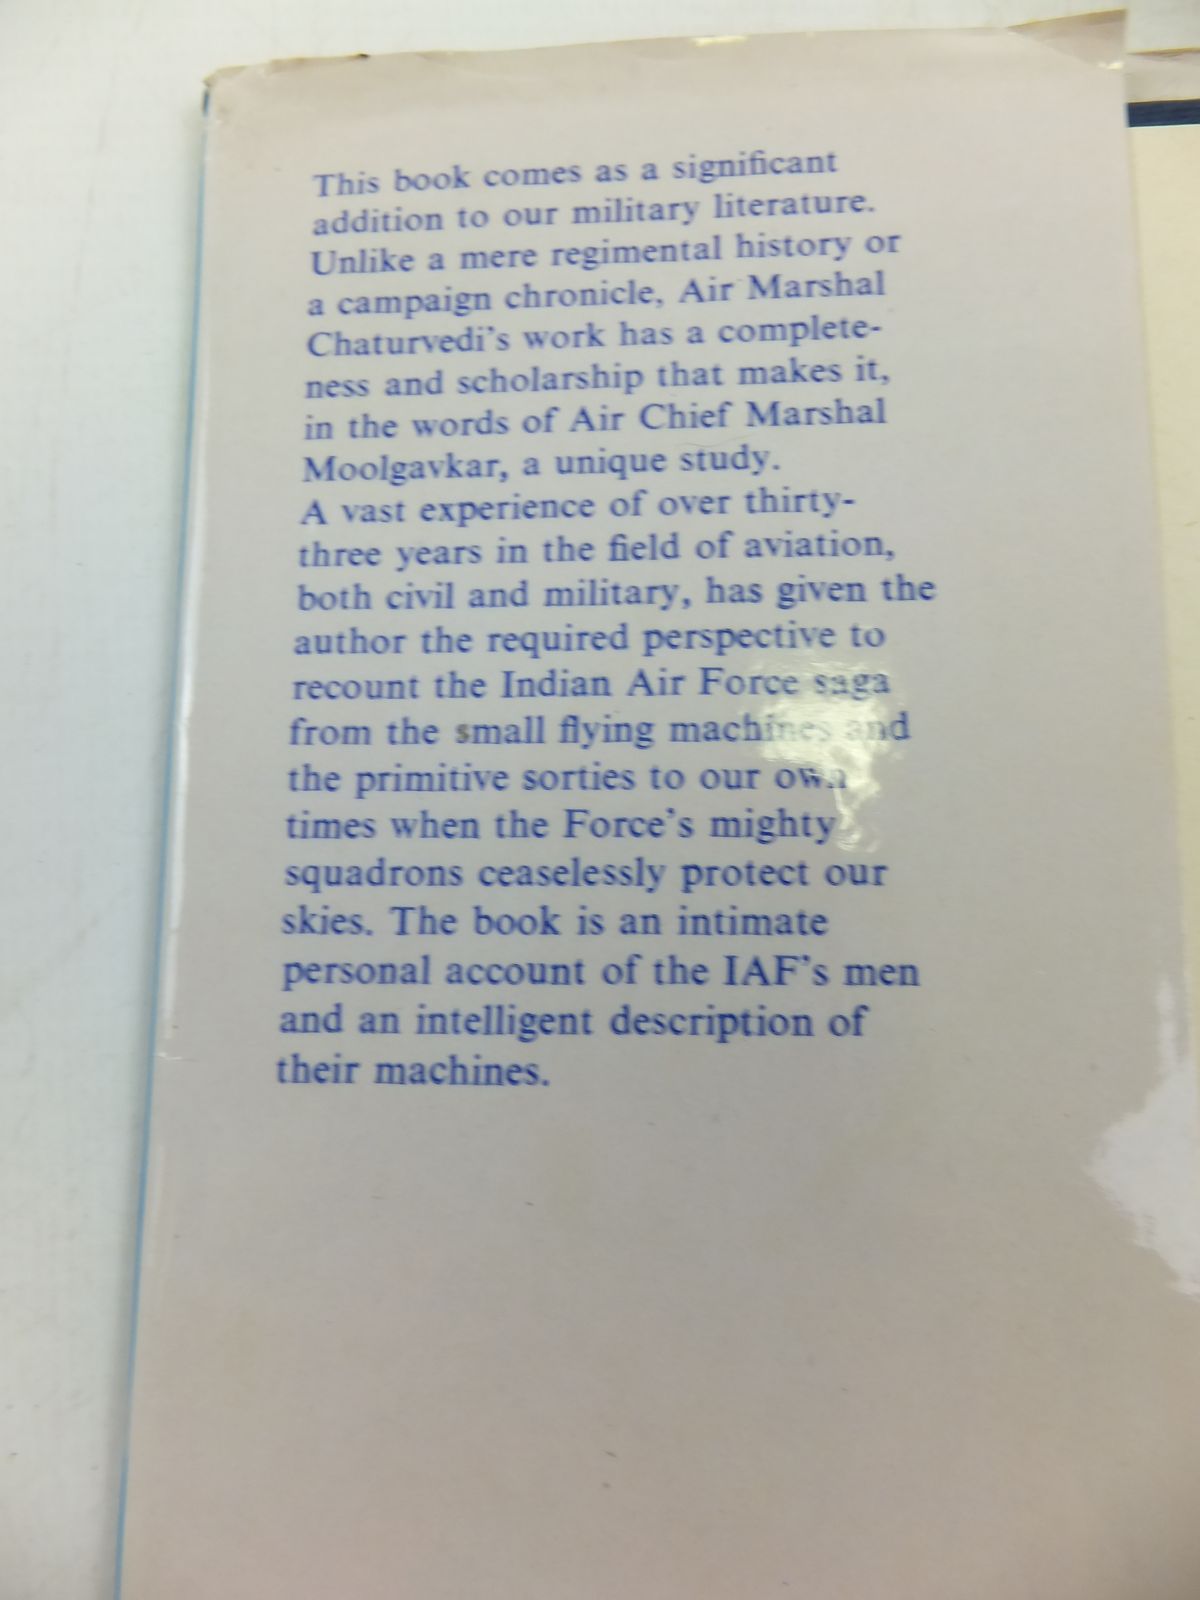 This book comes as a significant
addition to our military literature.
Unlike a mere regimental history or
a campaign chronicle, Air Marshal
Chaturvedi's work has a complete-
ness and scholarship that makes it,
in the words of Air Chief Marshal
Moolgavkar, a unique study.
A vast experience of over thirty-
three years in the field of aviation,
both civil and military, has given the
author the required perspective to
recount the Indian Air Force saga
from the small flying machines and
the primitive sorties to our own
times when the Force's mighty
squadrons ceaselessly protect our
skies. The book is an intimate
personal account of the IAF's men
and an intelligent description of
their machines.